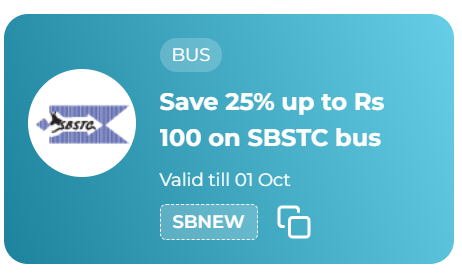 BUS
SBSTC
Save 25% up to Rs
100 on SBSTC bus
Valid till 01 Oct
SBNEW